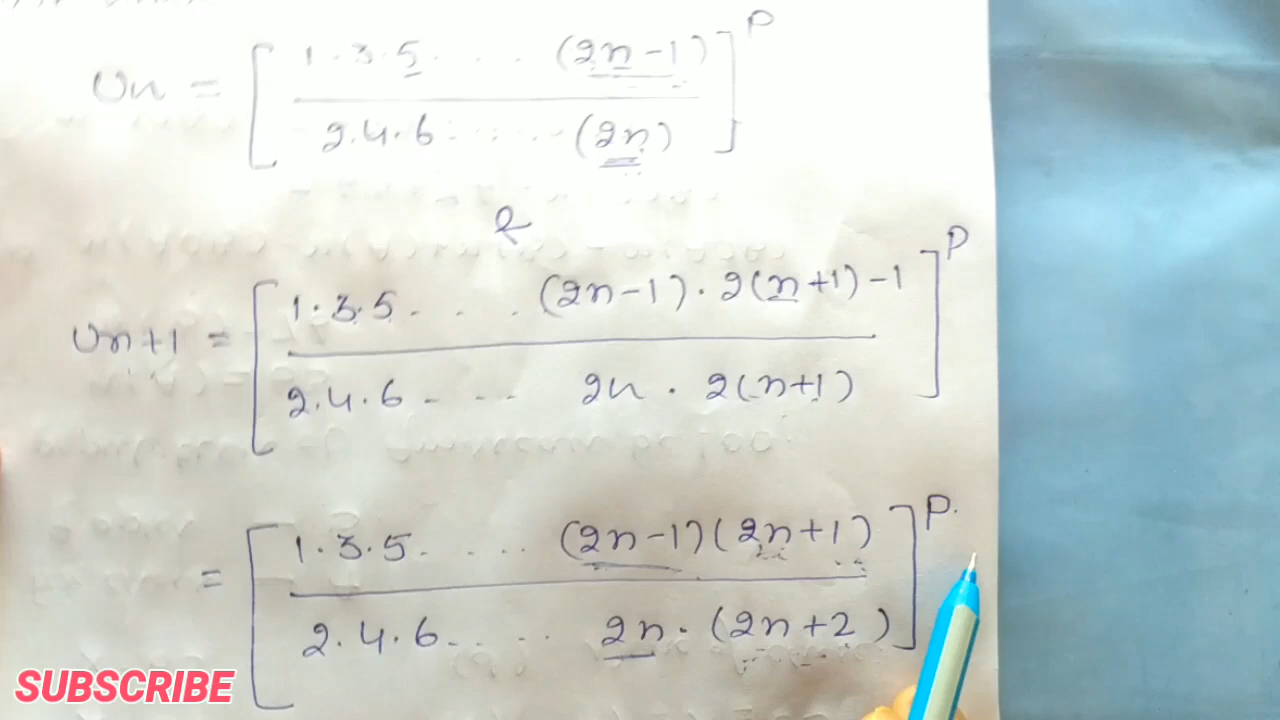 Un = [ 1.3.5. . . . (2n-1) / 2.4.6 . . . . . (2n) ]^P
&
Un+1 = [ 1.3.5. . . . (2n-1). 2(n+1)-1 / 2.4.6 - . . . 2n . 2(n+1) ]^P
= [ 1.3.5. . . . . (2n-1)(2n+1) / 2.4.6 - . . . 2n . (2n+2) ]^P.
SUBSCRIBE